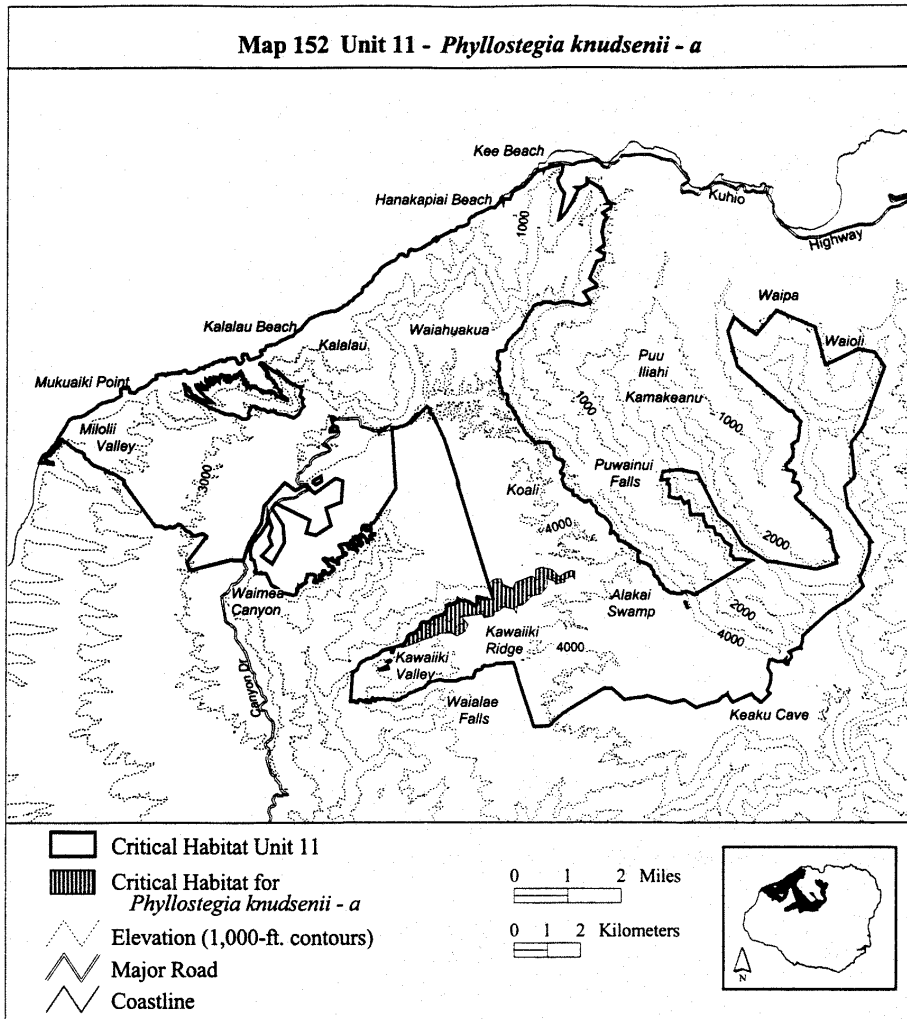 Map 152 Unit 11 - Phyllostegia knudsenii - a
Kee Beach
Hanakapiai Beach
1000
Kuhio
Highway
Waipa
Kalalau Beach
Waiahuakua
Waioli
Kalalau
Puu
Iliahi
Mukuaiki Point
Kamakeanu
1000
1000
Milolii
Valley
3000
Puwainui
Falls
Koali
4000
2000
Waimea
Canyon
Alakai
Swamp
2000
4000
Kawaiiki
Ridge
4000
Kawaiiki
Valley
Canyon Dr
Waialae
Falls
Keaku Cave
Critical Habitat Unit 11
Critical Habitat for
Phyllostegia knudsenii - a
Elevation (1,000-ft. contours)
Major Road
Coastline
0 1 2 Miles
0 1 2 Kilometers
N